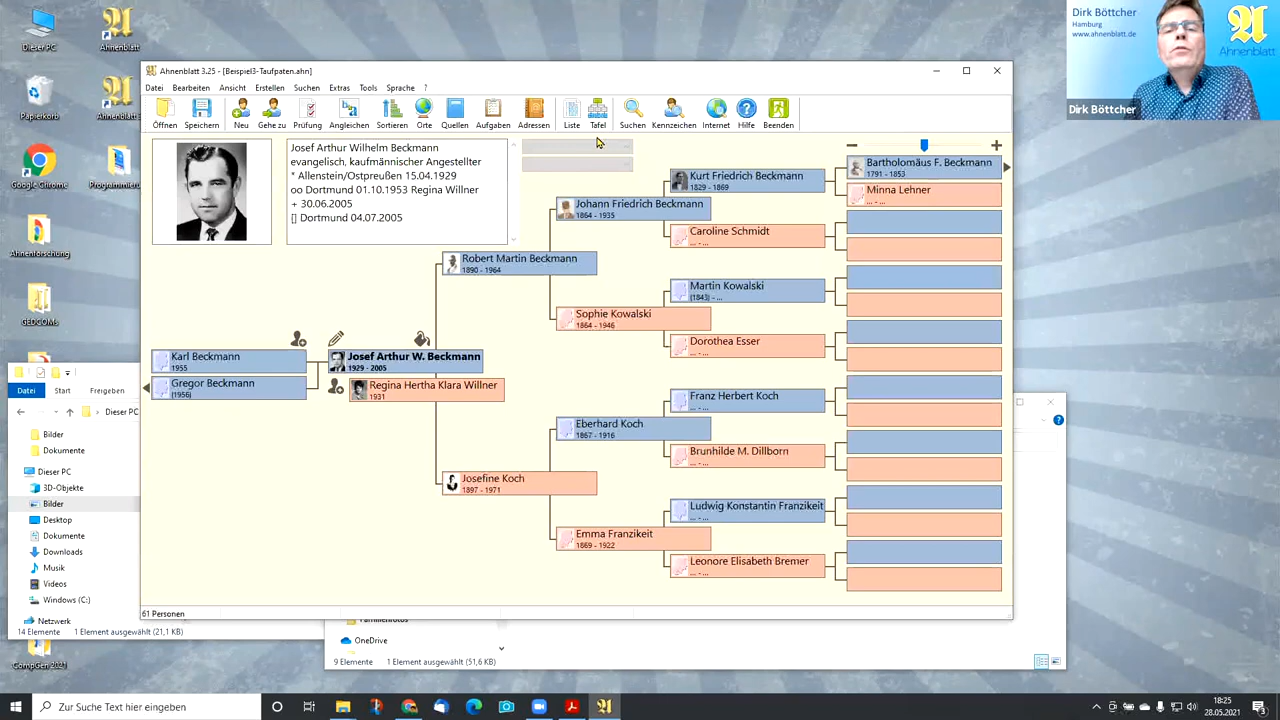 Dieser PC
Ahnenblatt
Papierkorb
Ahnenblatt
Google Chrome
Programmier
Ahnenforschung
GEDCOMs
CompGen 2021
Dirk Böttcher
Hamburg
www.ahnenblatt.de
Ahnenblatt
Dirk Böttcher
Ahnenblatt 3.25 - [Beispiel3-Taufpaten.ahn]
Datei Bearbeiten Ansicht Erstellen Suchen Extras Tools Sprache ?
Öffnen Speichern Neu Gehe zu Prüfung Angleichen Sortieren Orte Quellen Aufgaben Adressen Liste Tafel Suchen Kennzeichen Internet Hilfe Beenden
Josef Arthur Wilhelm Beckmann
evangelisch, kaufmännischer Angestellter
* Allenstein/Ostpreußen 15.04.1929
oo Dortmund 01.10.1953 Regina Willner
+ 30.06.2005
[] Dortmund 04.07.2005
Karl Beckmann
1955
Gregor Beckmann
(1956)
Josef Arthur W. Beckmann
1929 - 2005
Regina Hertha Klara Willner
1931
Robert Martin Beckmann
1890 - 1964
Josefine Koch
1897 - 1971
Johann Friedrich Beckmann
1864 - 1935
Sophie Kowalski
1864 - 1946
Eberhard Koch
1867 - 1916
Emma Franzikeit
1869 - 1922
Kurt Friedrich Beckmann
1829 - 1869
Caroline Schmidt
... - ...
Martin Kowalski
(1843) - ...
Dorothea Esser
... - ...
Franz Herbert Koch
... - ...
Brunhilde M. Dillborn
... - ...
Ludwig Konstantin Franzikeit
... - ...
Leonore Elisabeth Bremer
... - ...
Bartholomäus F. Beckmann
1791 - 1853
Minna Lehner
... - ...
61 Personen
Datei Start Freigeben
Dieser PC
Bilder
Dokumente
Dieser PC
3D-Objekte
Bilder
Desktop
Dokumente
Downloads
Musik
Videos
Windows (C:)
Netzwerk
14 Elemente 1 Element ausgewählt (21,1 KB)
Familienfotos
OneDrive
9 Elemente 1 Element ausgewählt (51,6 KB)
Zur Suche Text hier eingeben
18:25
28.05.2021